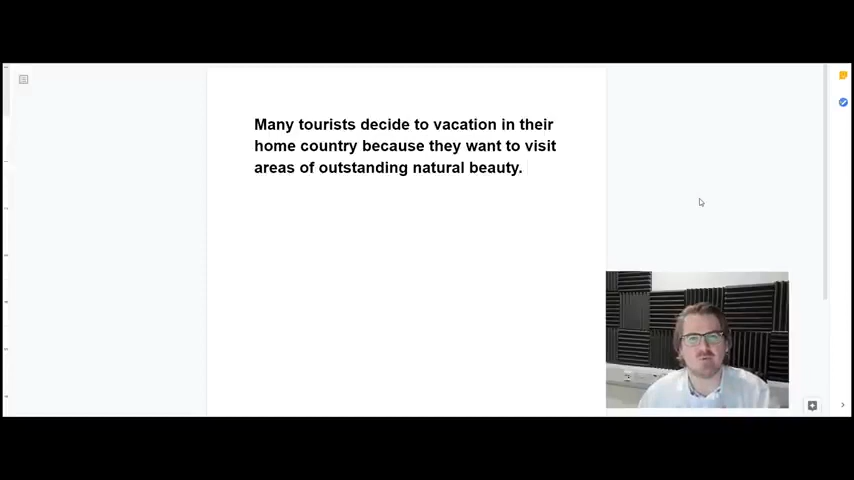 Many tourists decide to vacation in their
home country because they want to visit
areas of outstanding natural beauty.